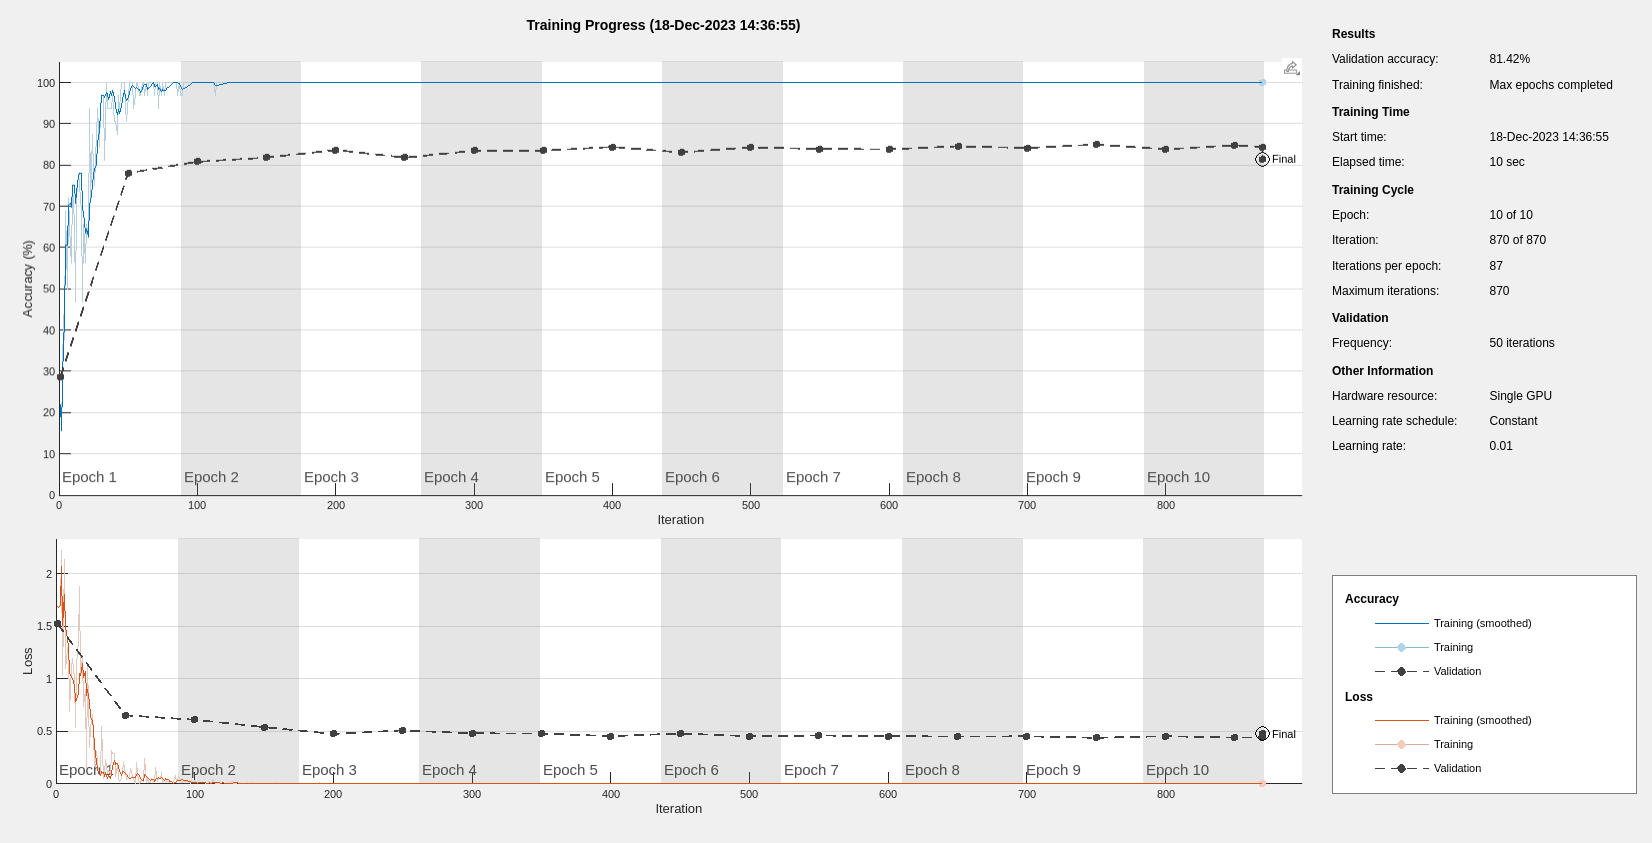 Training Progress (18-Dec-2023 14:36:55)
Accuracy (%)
100
90
80
70
60
50
40
30
20
10
0
Final
Epoch 1 Epoch 2 Epoch 3 Epoch 4 Epoch 5 Epoch 6 Epoch 7 Epoch 8 Epoch 9 Epoch 10
0 100 200 300 400 500 600 700 800
Iteration
Loss
2
1.5
1
0.5
0
Final
Epoch 1 Epoch 2 Epoch 3 Epoch 4 Epoch 5 Epoch 6 Epoch 7 Epoch 8 Epoch 9 Epoch 10
0 100 200 300 400 500 600 700 800
Iteration
Results
Validation accuracy: 81.42%
Training finished: Max epochs completed
Training Time
Start time: 18-Dec-2023 14:36:55
Elapsed time: 10 sec
Training Cycle
Epoch: 10 of 10
Iteration: 870 of 870
Iterations per epoch: 87
Maximum iterations: 870
Validation
Frequency: 50 iterations
Other Information
Hardware resource: Single GPU
Learning rate schedule: Constant
Learning rate: 0.01
Accuracy
Training (smoothed)
Training
Validation
Loss
Training (smoothed)
Training
Validation